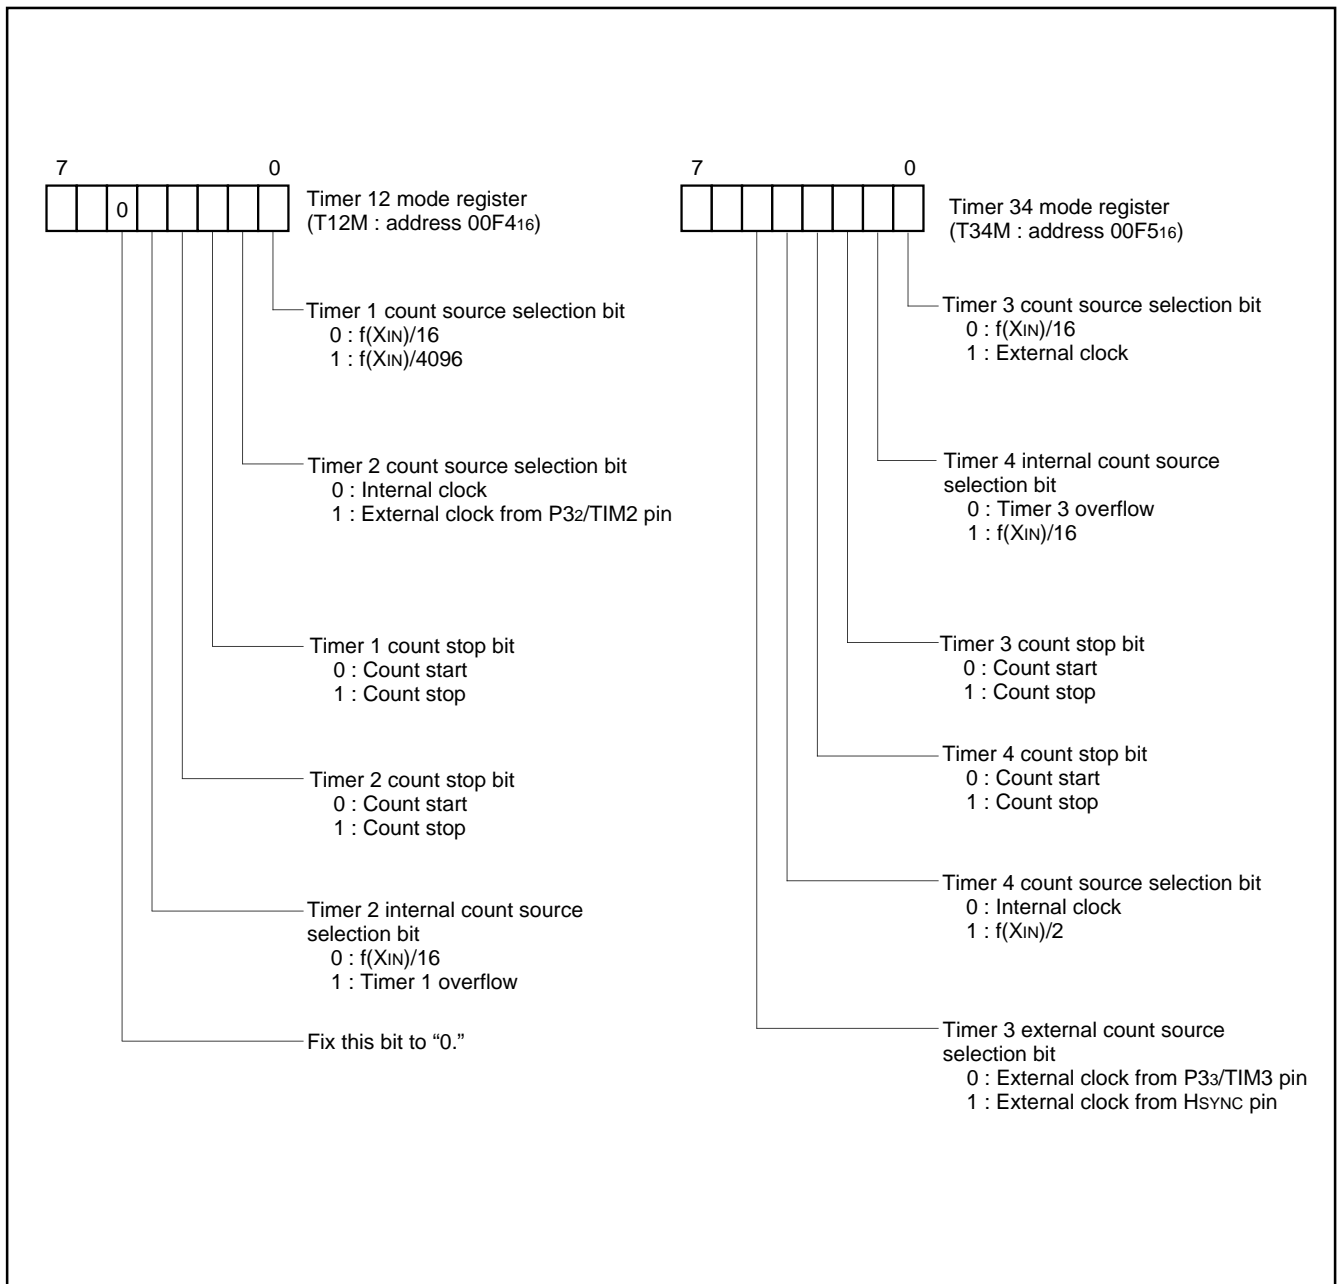 7 0
0
Timer 12 mode register
(T12M : address 00F416)
Timer 1 count source selection bit
0 : f(XIN)/16
1 : f(XIN)/4096
Timer 2 count source selection bit
0 : Internal clock
1 : External clock from P32/TIM2 pin
Timer 1 count stop bit
0 : Count start
1 : Count stop
Timer 2 count stop bit
0 : Count start
1 : Count stop
Timer 2 internal count source
selection bit
0 : f(XIN)/16
1 : Timer 1 overflow
Fix this bit to “0.”
7 0
Timer 34 mode register
(T34M : address 00F516)
Timer 3 count source selection bit
0 : f(XIN)/16
1 : External clock
Timer 4 internal count source
selection bit
0 : Timer 3 overflow
1 : f(XIN)/16
Timer 3 count stop bit
0 : Count start
1 : Count stop
Timer 4 count stop bit
0 : Count start
1 : Count stop
Timer 4 count source selection bit
0 : Internal clock
1 : f(XIN)/2
Timer 3 external count source
selection bit
0 : External clock from P33/TIM3 pin
1 : External clock from HSYNC pin